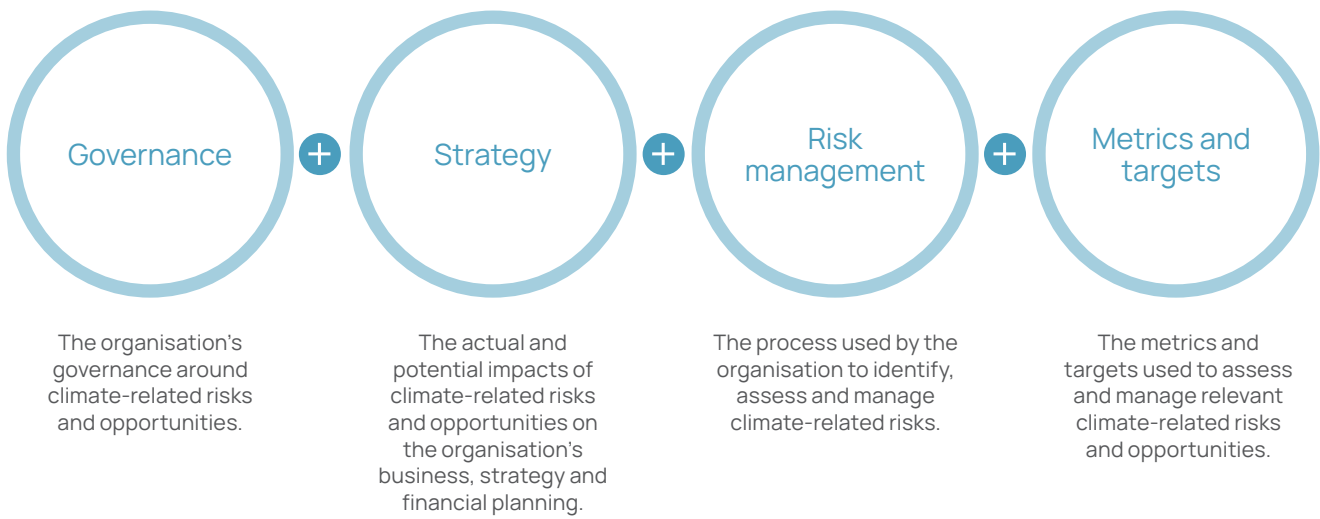 Governance
Strategy
Risk
management
Metrics and
targets
The organisation's
governance around
climate-related risks
and opportunities.
The actual and
potential impacts of
climate-related risks
and opportunities on
the organisation's
business, strategy and
financial planning.
The process used by the
organisation to identify,
assess and manage
climate-related risks.
The metrics and
targets used to assess
and manage relevant
climate-related risks
and opportunities.